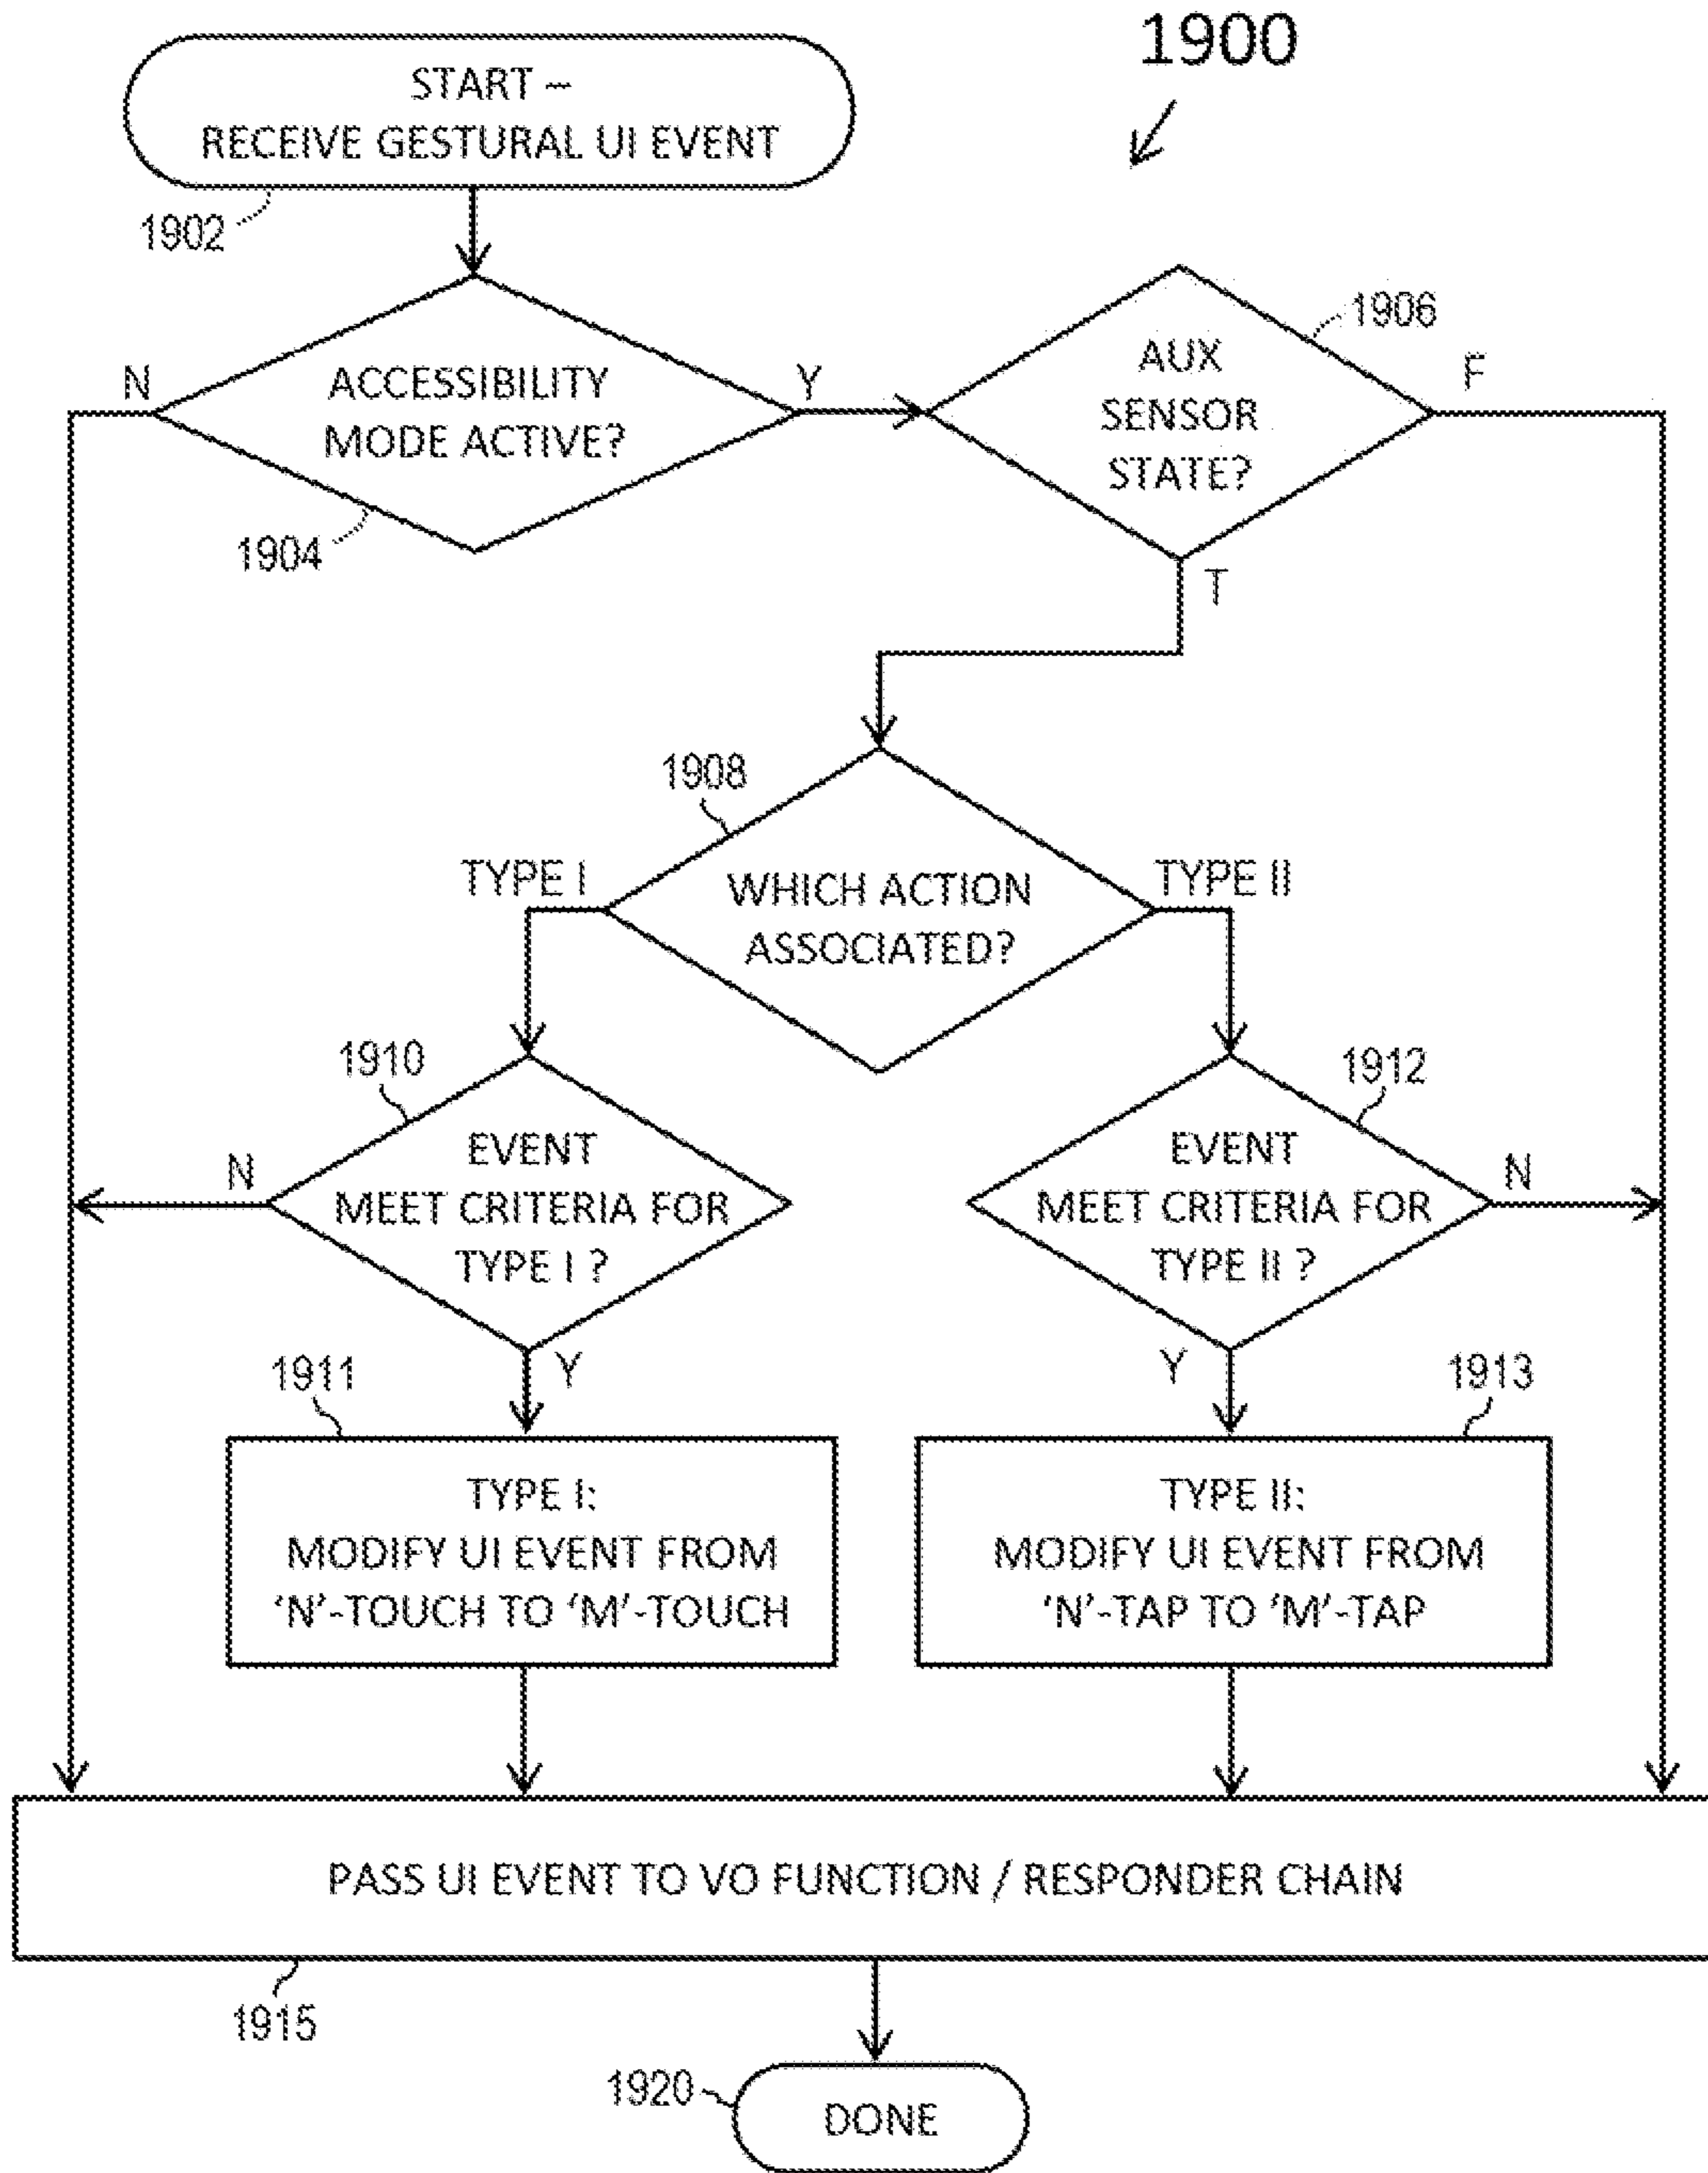 1900
START –
RECEIVE GESTURAL UI EVENT
1902
1906
N
ACCESSIBILITY
MODE ACTIVE?
Y
AUX
SENSOR
STATE?
F
1904
T
1908
TYPE I
WHICH ACTION
ASSOCIATED?
TYPE II
1910
1912
N
EVENT
MEET CRITERIA FOR
TYPE I ?
EVENT
MEET CRITERIA FOR
TYPE II ?
N
Y
Y
1911
1913
TYPE I:
MODIFY UI EVENT FROM
‘N’-TOUCH TO ‘M’-TOUCH
TYPE II:
MODIFY UI EVENT FROM
‘N’-TAP TO ‘M’-TAP
PASS UI EVENT TO VO FUNCTION / RESPONDER CHAIN
1915
1920
DONE